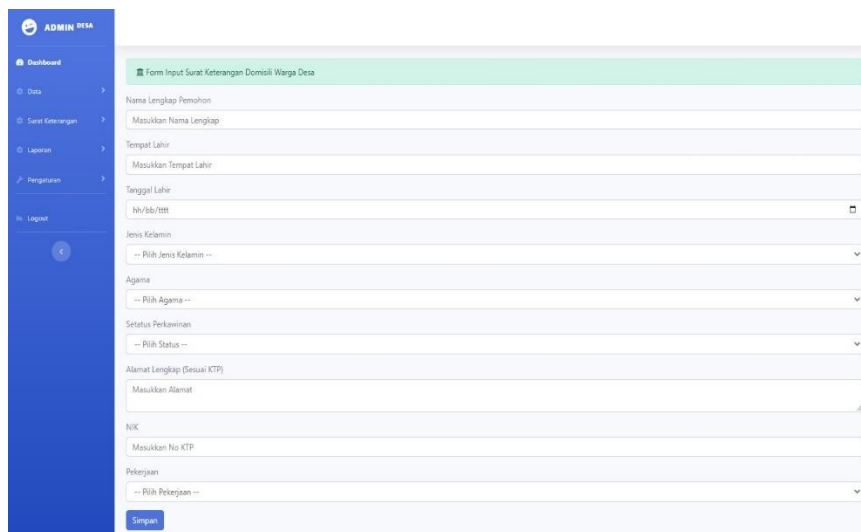 ADMIN DESA
Dashboard
Data
Surat Keterangan
Laporan
Pengaturan
Logout
Form Input Surat Keterangan Domisili Warga Desa
Nama Lengkap Pemohon
Masukkan Nama Lengkap
Tempat Lahir
Masukkan Tempat Lahir
Tanggal Lahir
hh/bb/tttt
Jenis Kelamin
-- Pilih Jenis Kelamin --
Agama
-- Pilih Agama --
Setatus Perkawinan
-- Pilih Status --
Alamat Lengkap (Sesuai KTP)
Masukkan Alamat
NIK
Masukkan No KTP
Pekerjaan
-- Pilih Pekerjaan --
Simpan